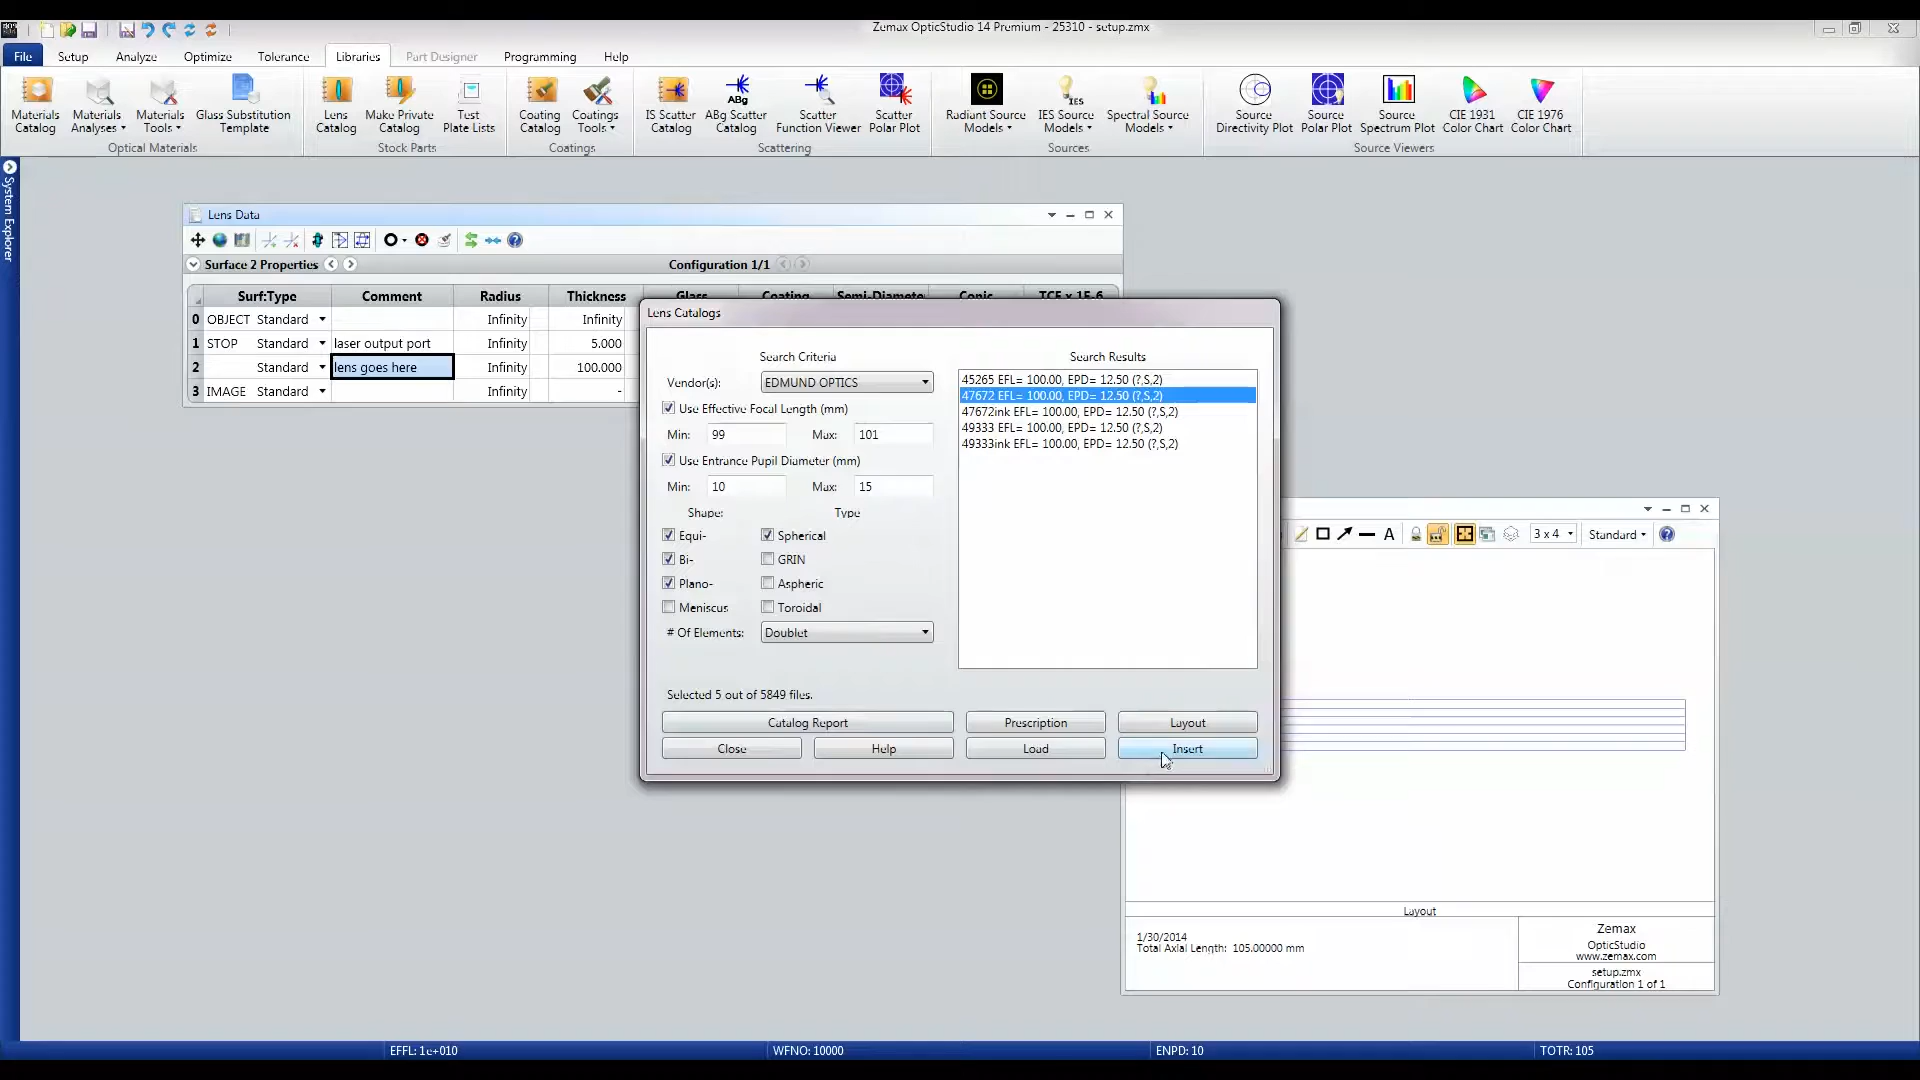 Zemax OpticStudio 14 Premium - 25310 - setup.zmx
File Setup Analyze Optimize Tolerance Libraries Part Designer Programming Help
Materials Catalog
Materials Analyses
Materials Tools
Glass Substitution Template
Lens Catalog
Make Private Catalog
Test Plate Lists
Coating Catalog
Coatings Tools
IS Scatter Catalog
ABg
ABg Scatter Catalog
Scatter Function Viewer
Scatter Polar Plot
Radiant Source Models
IES
IES Source Models
Spectral Source Models
Source Directivity Plot
Source Polar Plot
Source Spectrum Plot
CIE 1931 Color Chart
CIE 1976 Color Chart
Optical Materials Stock Parts Coatings Scattering Sources Source Viewers
System Explorer
Lens Data
Surface 2 Properties Configuration 1/1
Surf:Type Comment Radius Thickness Glass Coating Semi-Diamete Conic TCE x 1E-6
0 OBJECT Standard Infinity Infinity
1 STOP Standard laser output port Infinity 5.000
2 Standard lens goes here Infinity 100.000
3 IMAGE Standard Infinity -
Lens Catalogs
Search Criteria
Vendor(s): EDMUND OPTICS
Use Effective Focal Length (mm)
Min: 99 Max: 101
Use Entrance Pupil Diameter (mm)
Min: 10 Max: 15
Shape: Type
Equi- Spherical
Bi- GRIN
Plano- Aspheric
Meniscus Toroidal
# Of Elements: Doublet
Selected 5 out of 5849 files.
Search Results
45265 EFL= 100.00, EPD= 12.50 (?,S,2)
47672 EFL= 100.00, EPD= 12.50 (?,S,2)
47672ink EFL= 100.00, EPD= 12.50 (?,S,2)
49333 EFL= 100.00, EPD= 12.50 (?,S,2)
49333ink EFL= 100.00, EPD= 12.50 (?,S,2)
Catalog Report Prescription Layout
Close Help Load Insert
A 3 x 4 Standard
Layout
1/30/2014
Total Axial Length: 105.00000 mm
Zemax
OpticStudio
www.zemax.com
setup.zmx
Configuration 1 of 1
EFFL: 1e+010 WFNO: 10000 ENPD: 10 TOTR: 105